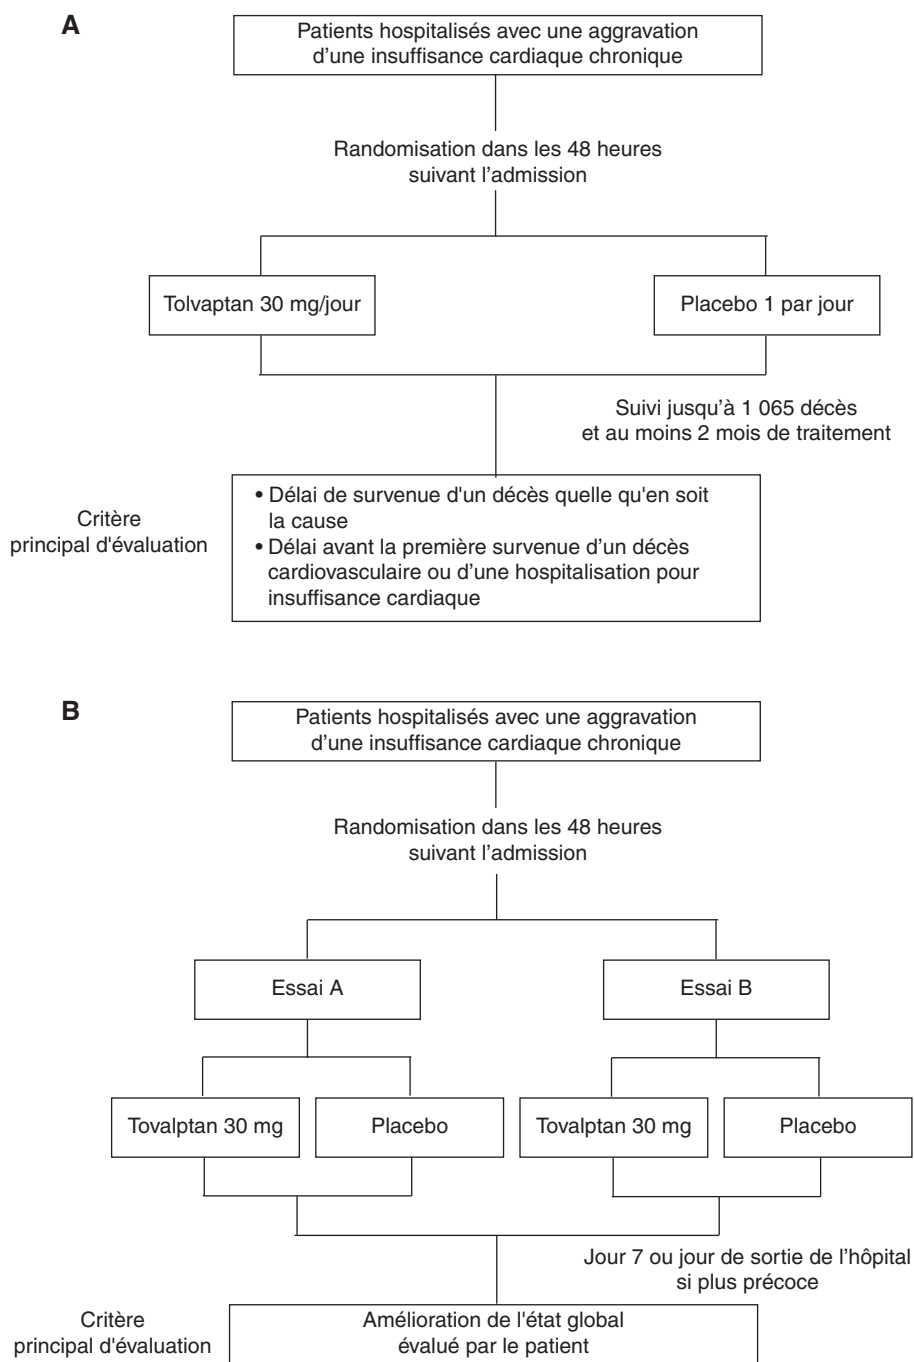 A
Patients hospitalisés avec une aggravation
d'une insuffisance cardiaque chronique
Randomisation dans les 48 heures
suivant l'admission
Tolvaptan 30 mg/jour
Placebo 1 par jour
Suivi jusqu'à 1 065 décès
et au moins 2 mois de traitement
Critère
principal d'évaluation
• Délai de survenue d'un décès quelle qu'en soit
la cause
• Délai avant la première survenue d'un décès
cardiovasculaire ou d'une hospitalisation pour
insuffisance cardiaque
B
Patients hospitalisés avec une aggravation
d'une insuffisance cardiaque chronique
Randomisation dans les 48 heures
suivant l'admission
Essai A
Essai B
Tovalptan 30 mg
Placebo
Tovalptan 30 mg
Placebo
Jour 7 ou jour de sortie de l'hôpital
si plus précoce
Critère
principal d'évaluation
Amélioration de l'état global
évalué par le patient